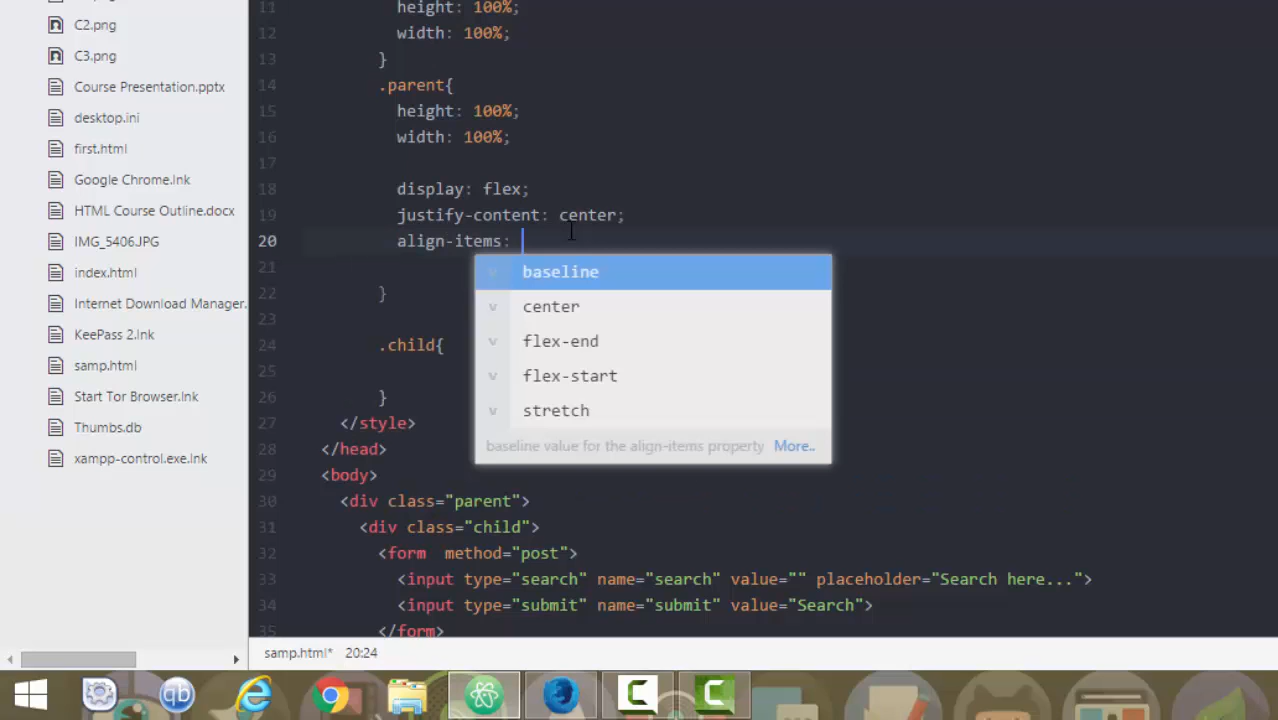 C2.png
C3.png
Course Presentation.pptx
desktop.ini
first.html
Google Chrome.lnk
HTML Course Outline.docx
IMG_5406.JPG
index.html
Internet Download Manager.
KeePass 2.lnk
samp.html
Start Tor Browser.lnk
Thumbs.db
xampp-control.exe.lnk
11 height: 100%;
12 width: 100%;
13 }
14 .parent{
15 height: 100%;
16 width: 100%;
17
18 display: flex;
19 justify-content: center;
20 align-items:
21
22 }
23
24 .child{
25
26 }
27 </style>
28 </head>
29 <body>
30 <div class="parent">
31 <div class="child">
32 <form  method="post">
33 <input type="search" name="search" value="" placeholder="Search here...">
34 <input type="submit" name="submit" value="Search">
35 </form>
v baseline
v center
v flex-end
v flex-start
v stretch
baseline value for the align-items property More..
samp.html* 20:24
qb